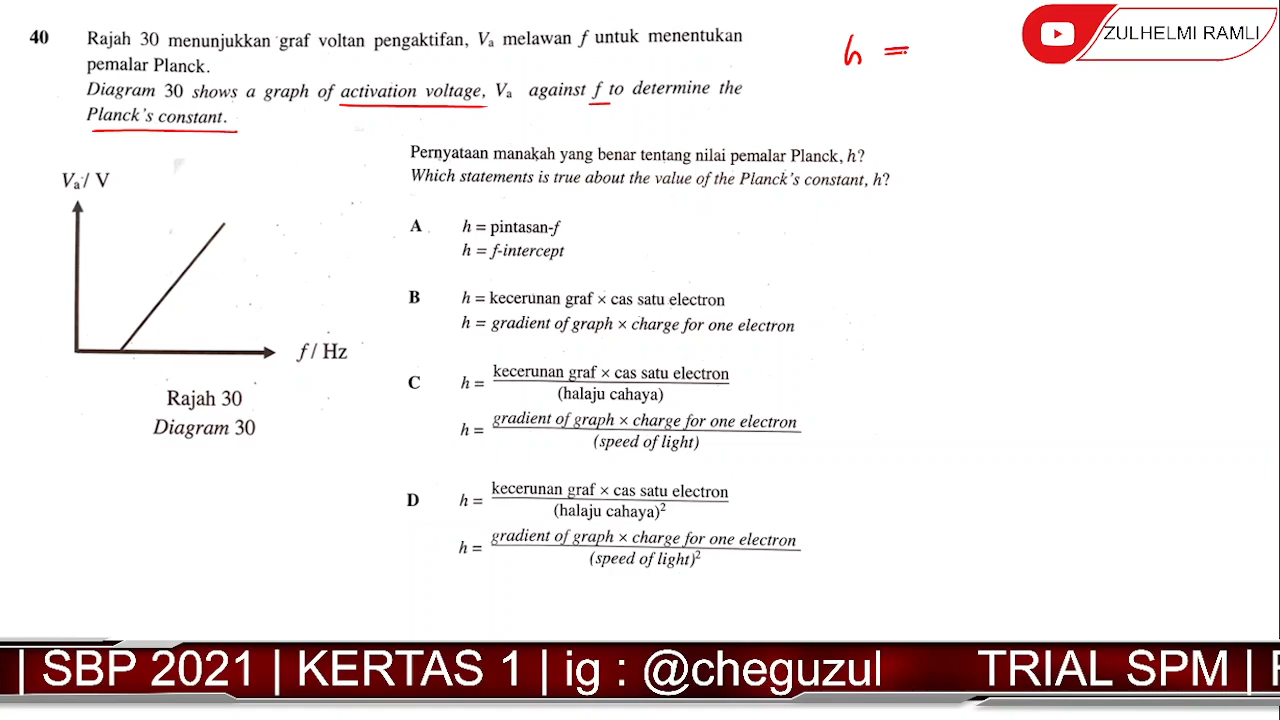 40 Rajah 30 menunjukkan graf voltan pengaktifan, Va melawan f untuk menentukan
pemalar Planck.
Diagram 30 shows a graph of activation voltage, Va against f to determine the
Planck's constant.
h =
ZULHELMI RAMLI
Pernyataan manakah yang benar tentang nilai pemalar Planck, h?
Which statements is true about the value of the Planck's constant, h?
Va/ V
f/ Hz
Rajah 30
Diagram 30
A h = pintasan-f
h = f-intercept
B h = kecerunan graf × cas satu electron
h = gradient of graph × charge for one electron
C h = kecerunan graf × cas satu electron
(halaju cahaya)
h = gradient of graph × charge for one electron
(speed of light)
D h = kecerunan graf × cas satu electron
(halaju cahaya)²
h = gradient of graph × charge for one electron
(speed of light)²
| SBP 2021 | KERTAS 1 | ig : @cheguzul TRIAL SPM |